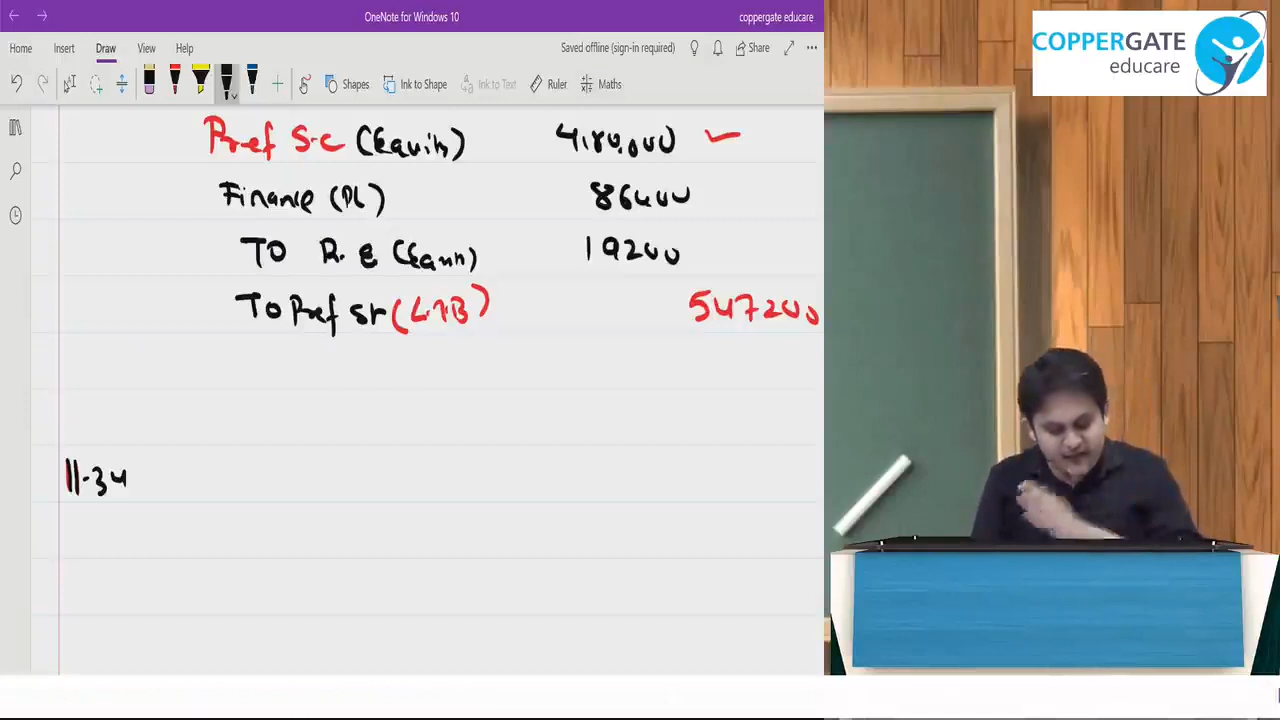 OneNote for Windows 10
coppergate educare
Home Insert Draw View Help
Saved offline (sign-in required) Share
Shapes Ink to Shape Ink to Text Ruler Maths
COPPERGATE
educare
Pref S.C (Equity) 4,80,000
Finance (PL) 86400
TO R.E (Equity) 19200
TO Pref Sr (LTB) 547200
11.34